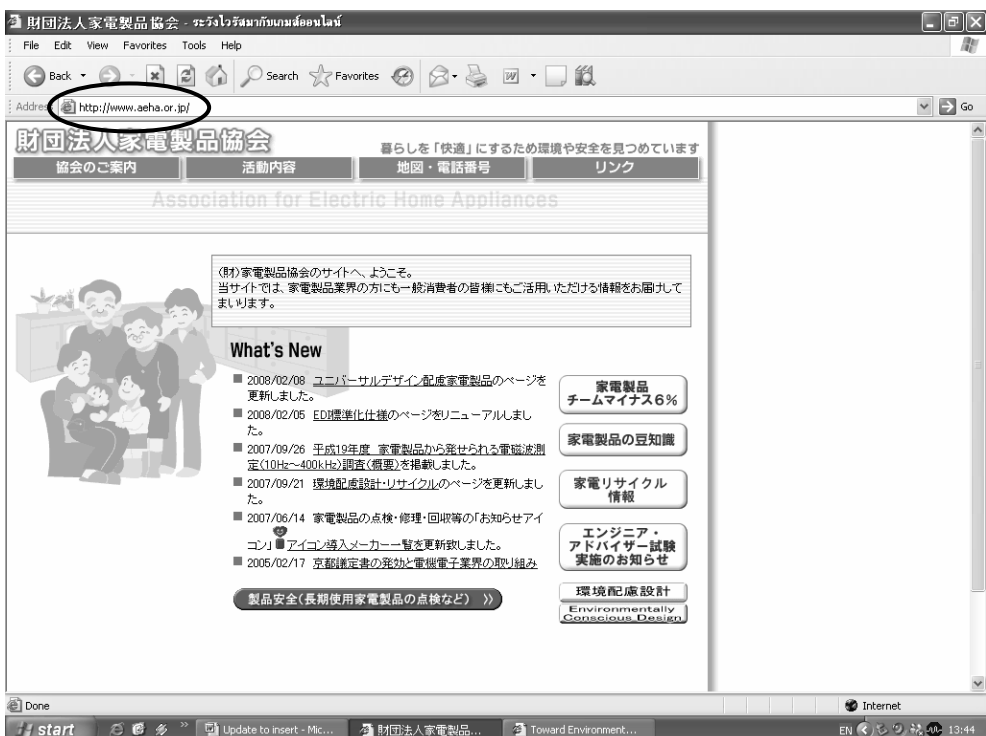 財団法人家電製品協会 - ระวังไวรัสมากับเกมส์ออนไลน์
File Edit View Favorites Tools Help
Back Search Favorites
Address http://www.aeha.or.jp/ Go
財団法人家電製品協会
暮らしを「快適」にするため環境や安全を見つめています
協会のご案内 活動内容 地図・電話番号 リンク
Association for Electric Home Appliances
(財)家電製品協会のサイトへ、ようこそ。
当サイトでは、家電製品業界の方にも一般消費者の皆様にもご活用いただける情報をお届けして
まいります。
What's New
2008/02/08 ユニバーサルデザイン配慮家電製品のページを
更新しました。
2008/02/05 EDI標準化仕様のページをリニューアルしまし
た。
2007/09/26 平成19年度 家電製品から発せられる電磁波測
定(10Hz~400kHz)調査(概要)を掲載しました。
2007/09/21 環境配慮設計・リサイクルのページを更新しまし
た。
2007/06/14 家電製品の点検・修理・回収等の「お知らせアイ
コン」 アイコン導入メーカー一覧を更新致しました。
2005/02/17 京都議定書の発効と電機電子業界の取り組み
製品安全(長期使用家電製品の点検など) 》
家電製品
チームマイナス6%
家電製品の豆知識
家電リサイクル
情報
エンジニア・
アドバイザー試験
実施のお知らせ
環境配慮設計
Environmentally
Conscious Design
Done Internet
start Update to insert - Mic... 財団法人家電製品... Toward Environment... EN 13:44